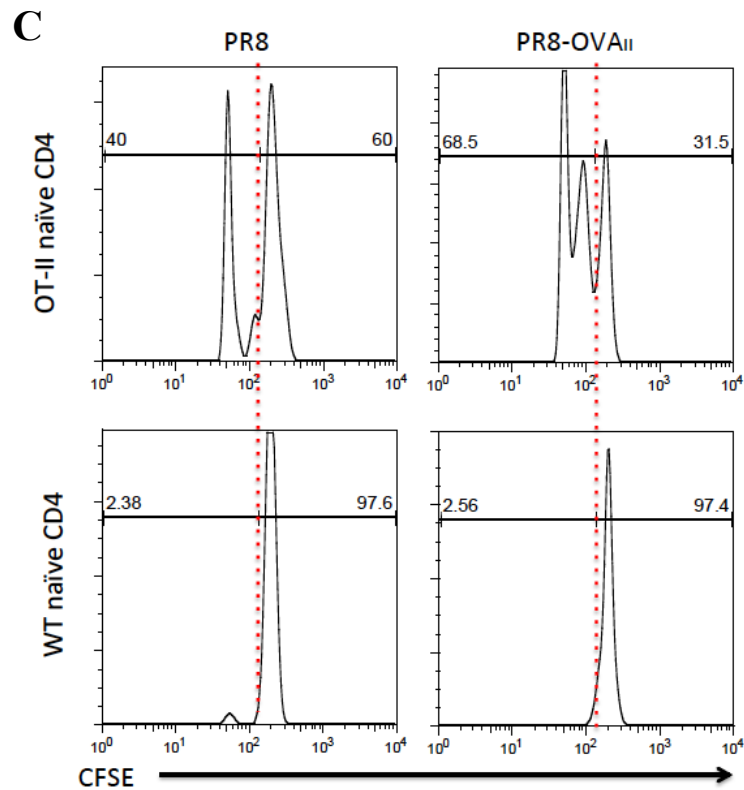 C
PR8 PR8-OVAII
OT-II naïve CD4
40 60 68.5 31.5
10⁰ 10¹ 10² 10³ 10⁴ 10⁰ 10¹ 10² 10³ 10⁴
WT naïve CD4
2.38 97.6 2.56 97.4
10⁰ 10¹ 10² 10³ 10⁴ 10⁰ 10¹ 10² 10³ 10⁴
CFSE